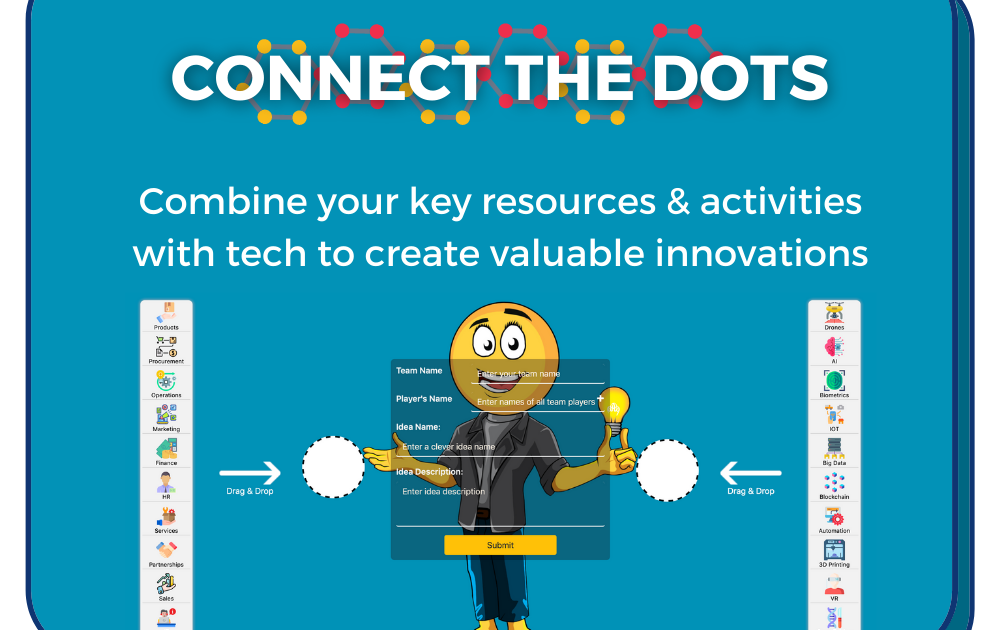 CONNECT THE DOTS
Combine your key resources & activities
with tech to create valuable innovations
Products
Procurement
Operations
Marketing
Finance
HR
Services
Partnerships
Sales
Drag & Drop
Team Name
Enter your team name
Player's Name
Enter names of all team players
+
Idea Name:
Enter a clever idea name
Idea Description:
Enter idea description
Submit
Drag & Drop
Drones
AI
Biometrics
IOT
Big Data
Blockchain
Automation
3D Printing
VR